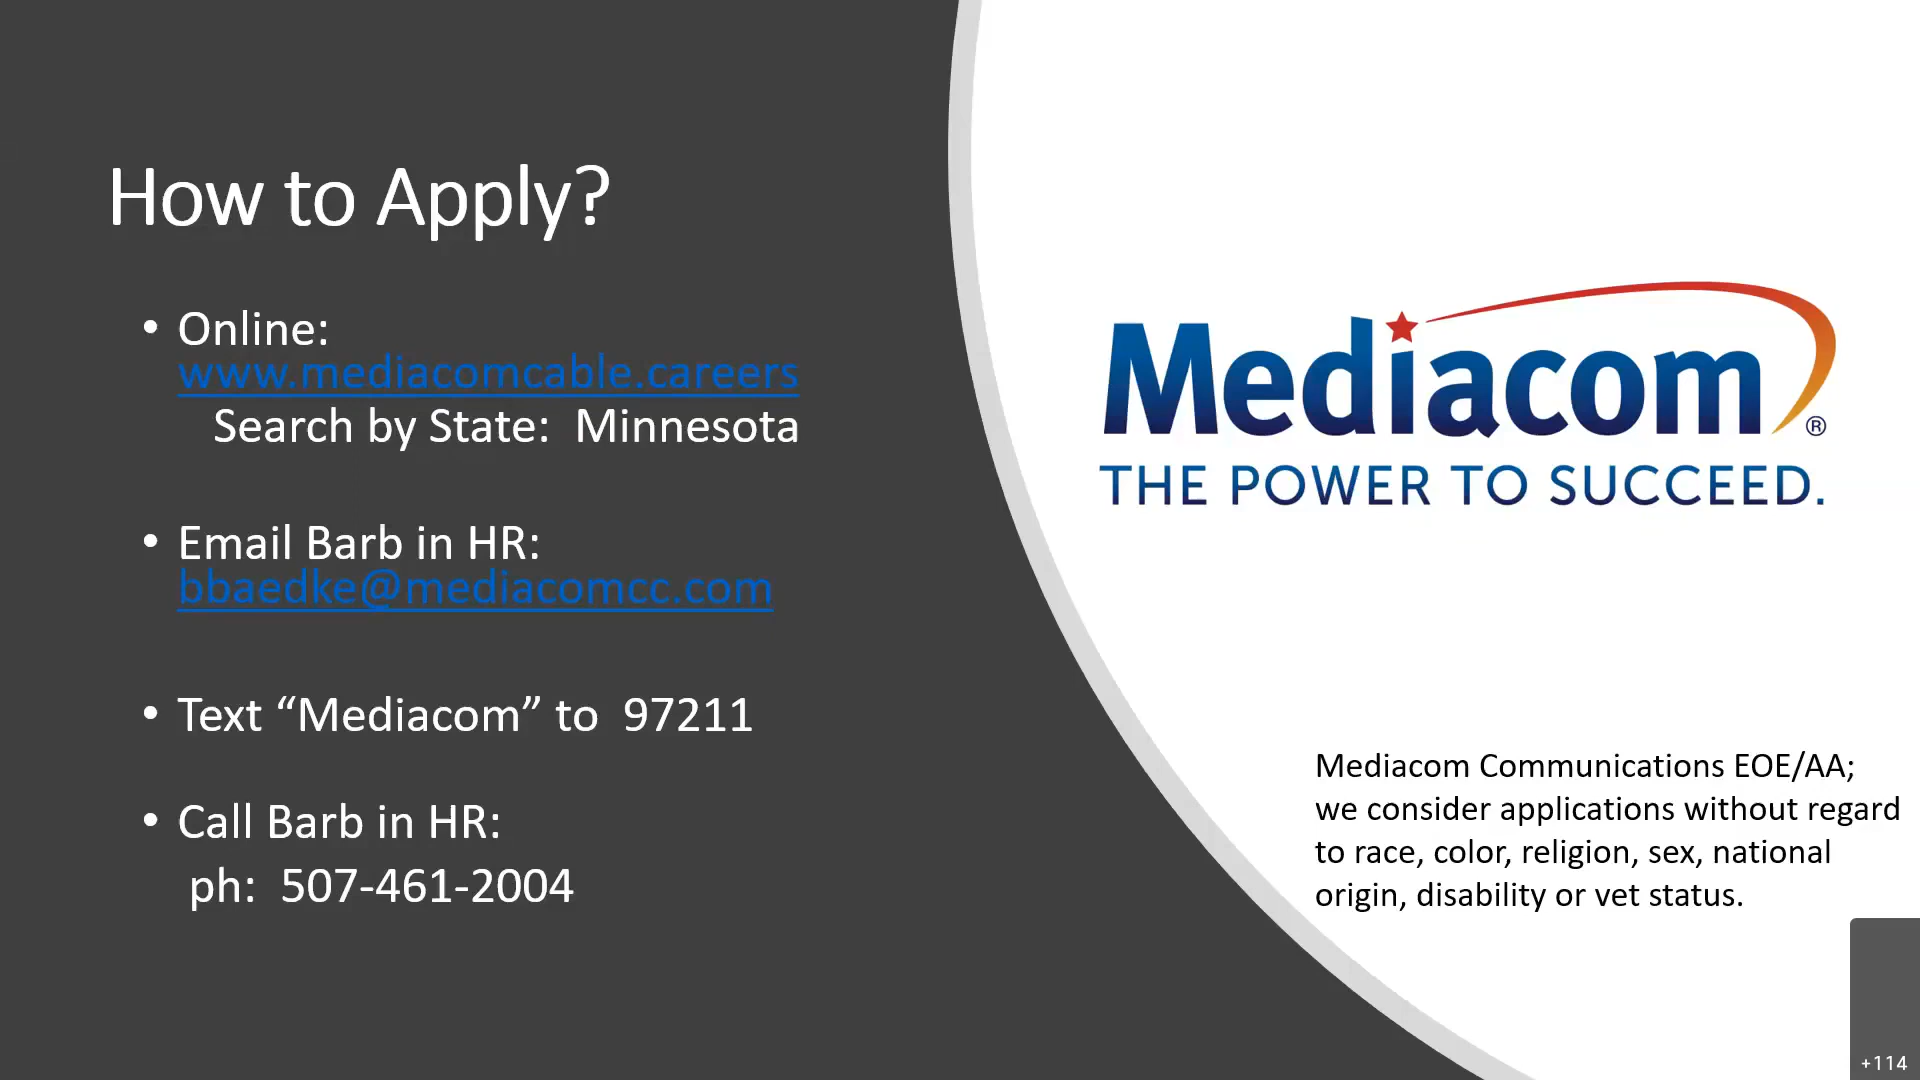 How to Apply?
• Online:
www.mediacomcable.careers
Search by State: Minnesota
• Email Barb in HR:
bbaedke@mediacomcc.com
• Text “Mediacom” to 97211
• Call Barb in HR:
ph: 507-461-2004
Mediacom®
THE POWER TO SUCCEED.
Mediacom Communications EOE/AA;
we consider applications without regard
to race, color, religion, sex, national
origin, disability or vet status.
+114